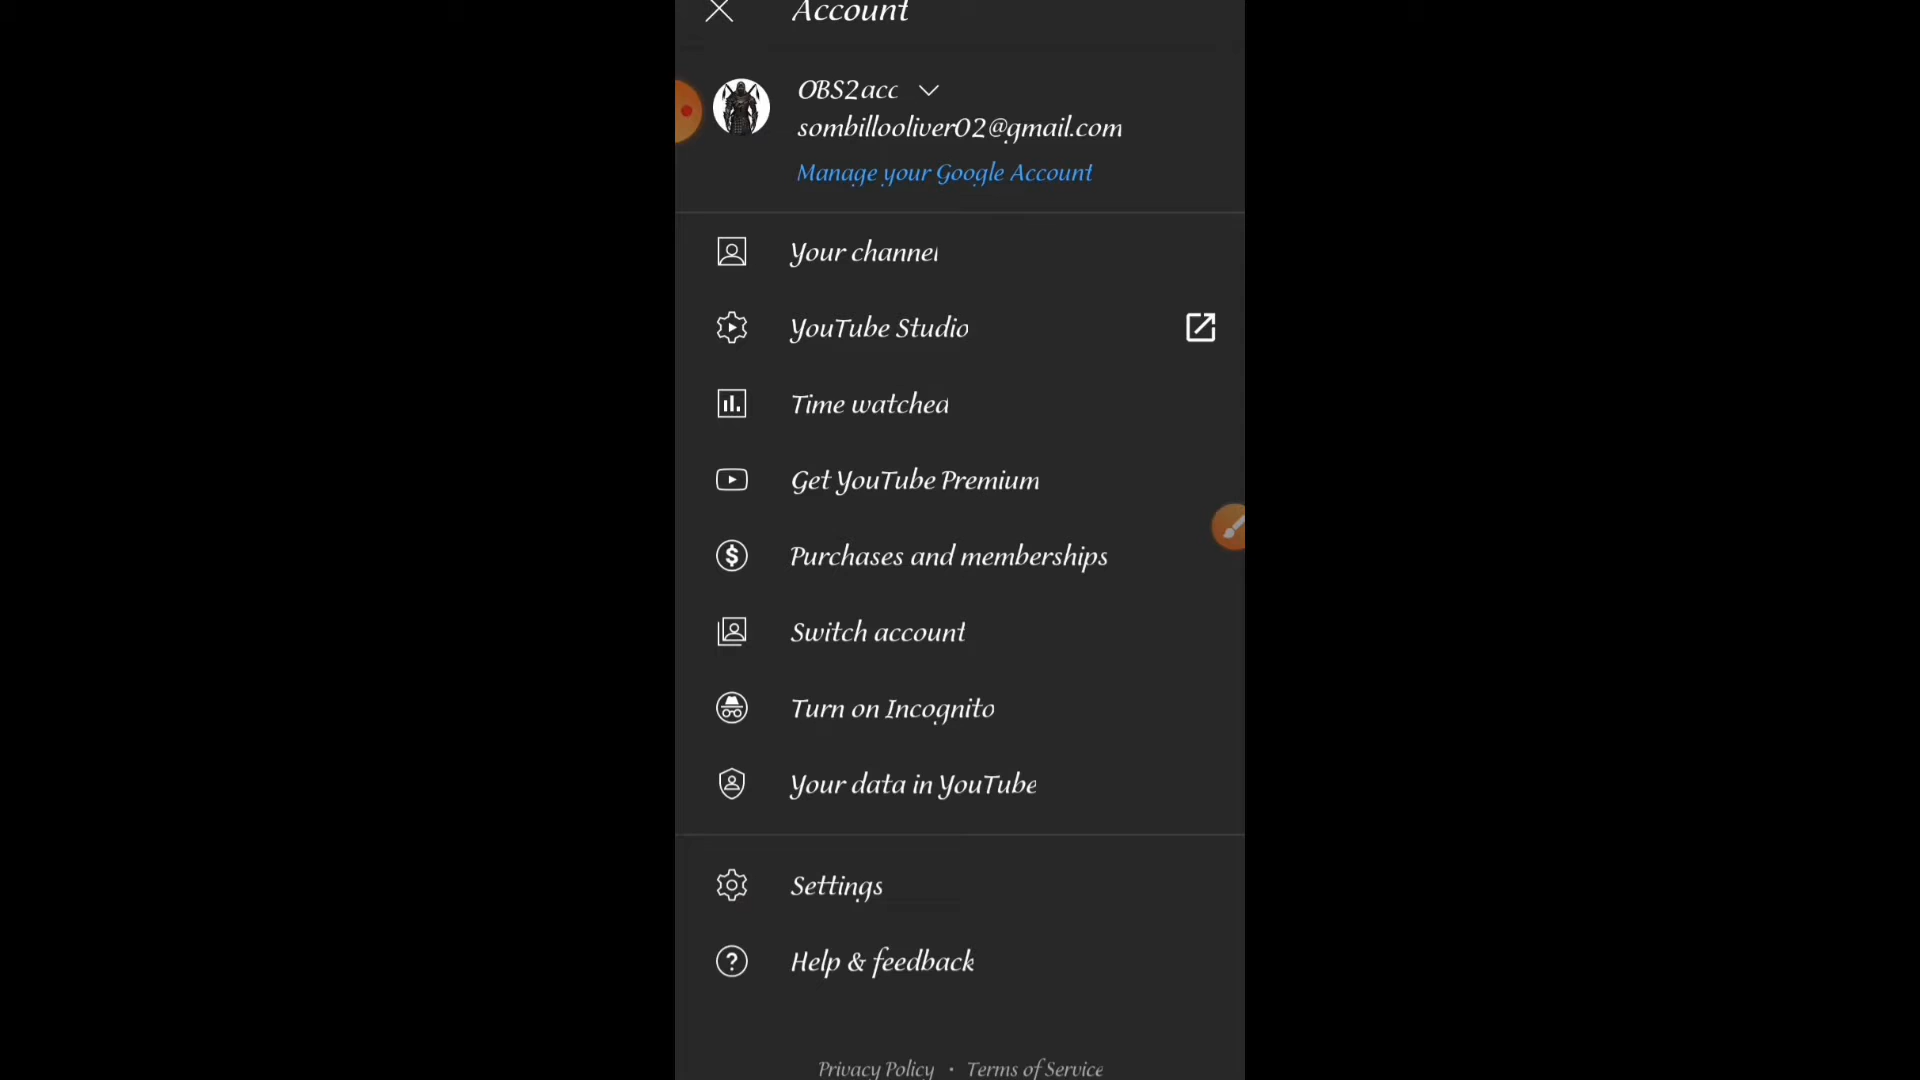 Account
OBS2acc
sombillooliver02@gmail.com
Manage your Google Account
Your channel
YouTube Studio
Time watched
Get YouTube Premium
Purchases and memberships
Switch account
Turn on Incognito
Your data in YouTube
Settings
Help & feedback
Privacy Policy • Terms of Service